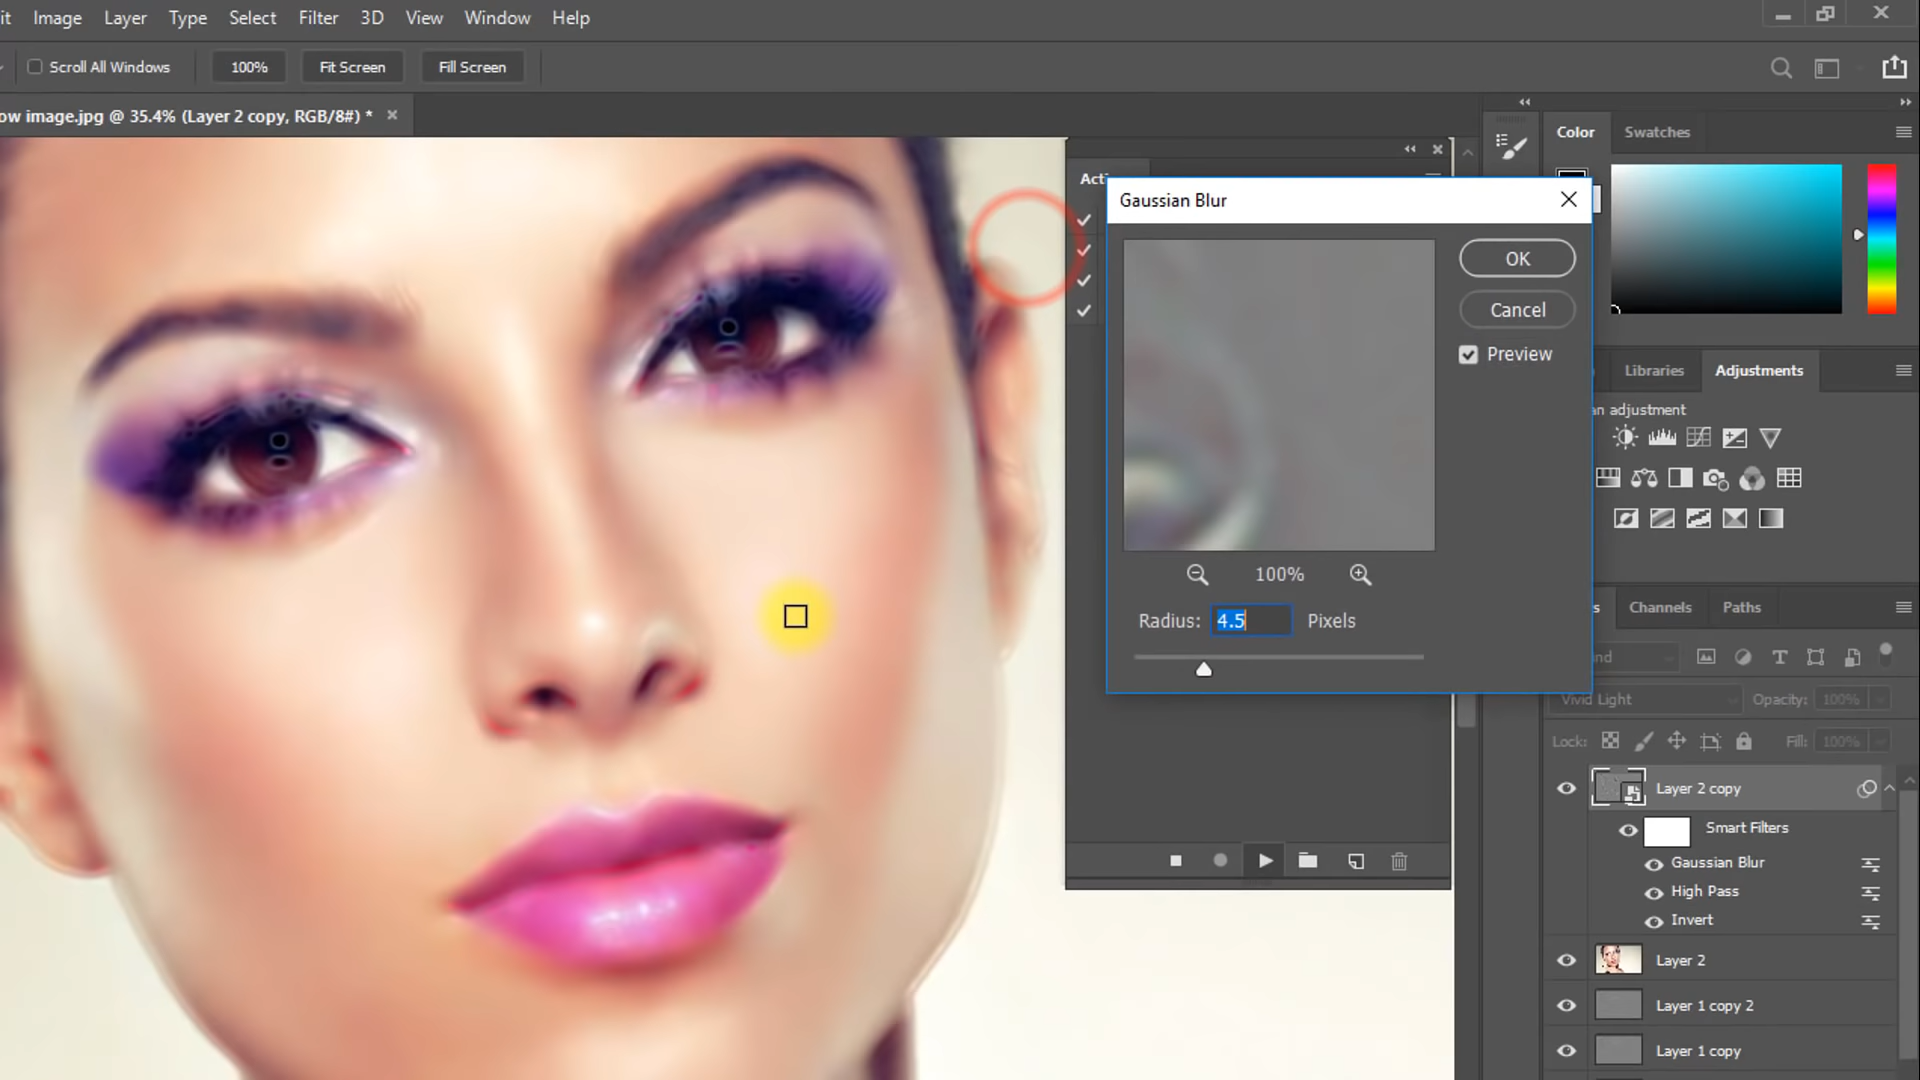 it Image Layer Type Select Filter 3D View Window Help
Scroll All Windows 100% Fit Screen Fill Screen
ow image.jpg @ 35.4% (Layer 2 copy, RGB/8#) *
Color Swatches
Acti
Gaussian Blur
OK
Cancel
Preview
Libraries Adjustments
an adjustment
100%
Radius: 4.5 Pixels
s Channels Paths
nd
Vivid Light Opacity: 100%
Lock: Fill: 100%
Layer 2 copy
Smart Filters
Gaussian Blur
High Pass
Invert
Layer 2
Layer 1 copy 2
Layer 1 copy